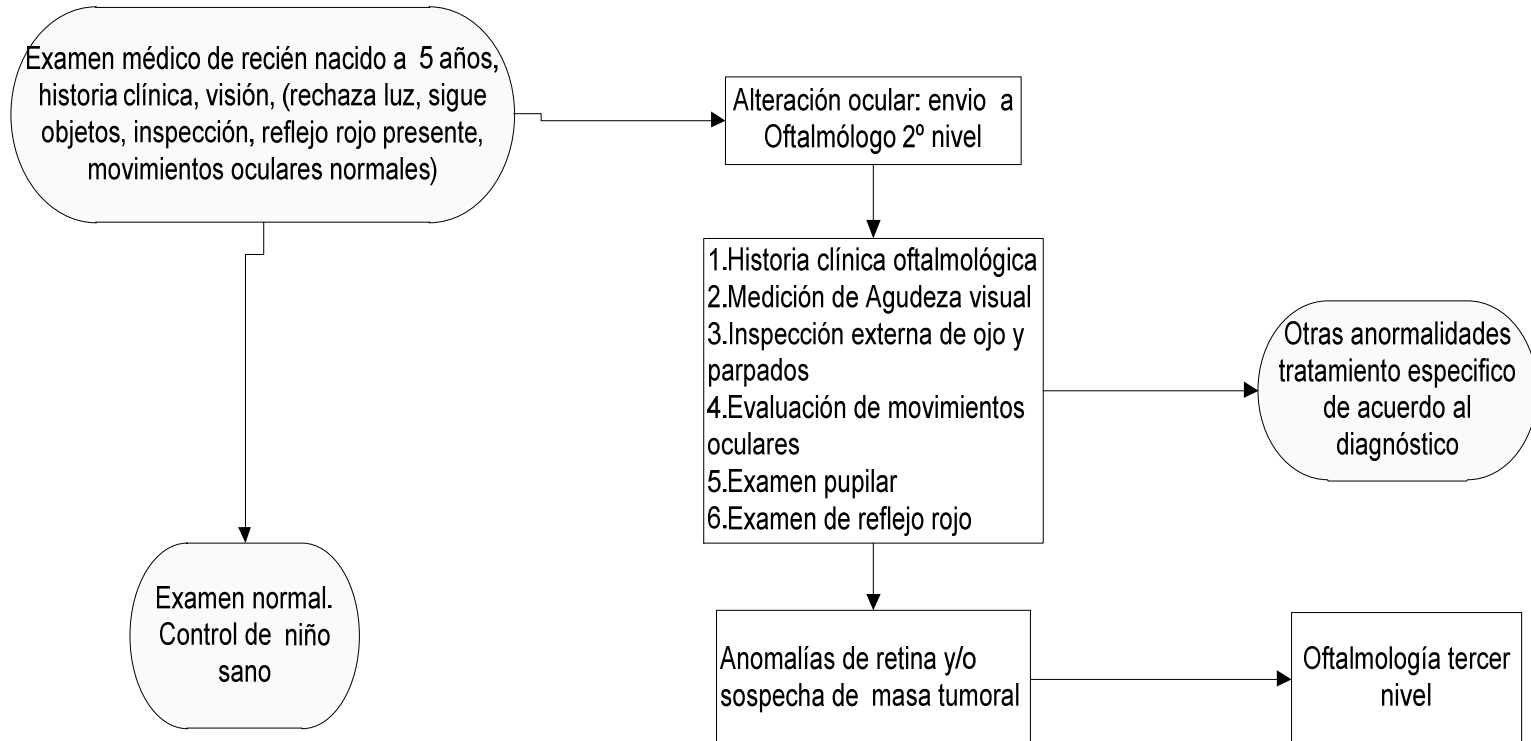 Examen médico de recién nacido a 5 años,
historia clínica, visión, (rechaza luz, sigue
objetos, inspección, reflejo rojo presente,
movimientos oculares normales)
Alteración ocular: envio a
Oftalmólogo 2º nivel
1.Historia clínica oftalmológica
2.Medición de Agudeza visual
3.Inspección externa de ojo y
parpados
4.Evaluación de movimientos
oculares
5.Examen pupilar
6.Examen de reflejo rojo
Otras anormalidades
tratamiento especifico
de acuerdo al
diagnóstico
Examen normal.
Control de niño
sano
Anomalías de retina y/o
sospecha de masa tumoral
Oftalmología tercer
nivel